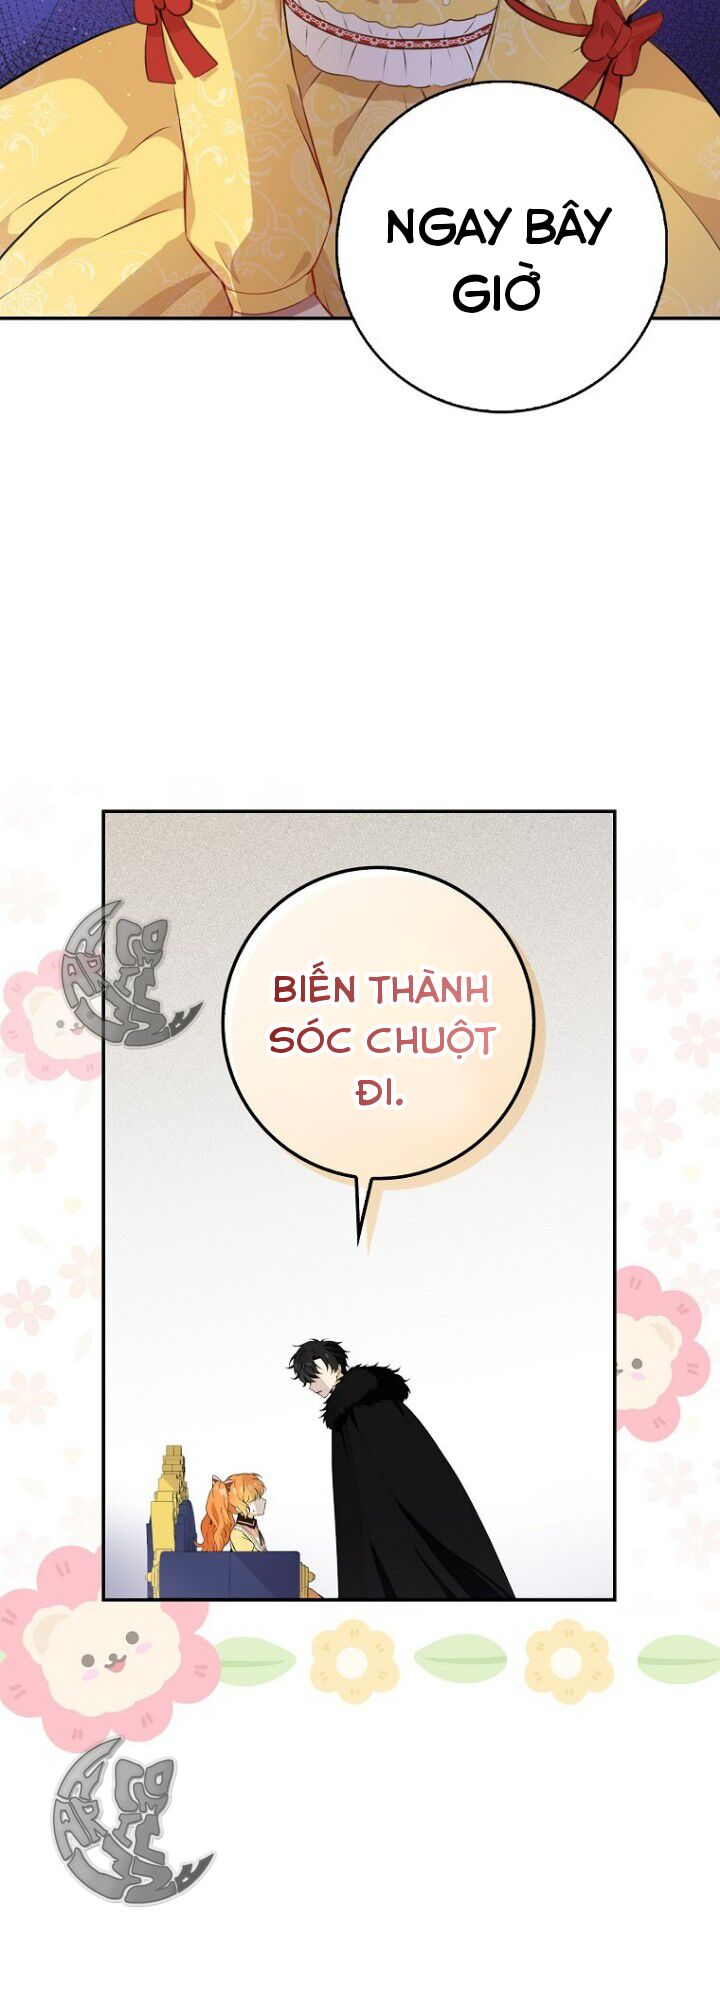 NGAY BÂY
GIỜ
BIẾN THÀNH
SÓC CHUỘT
ĐI.